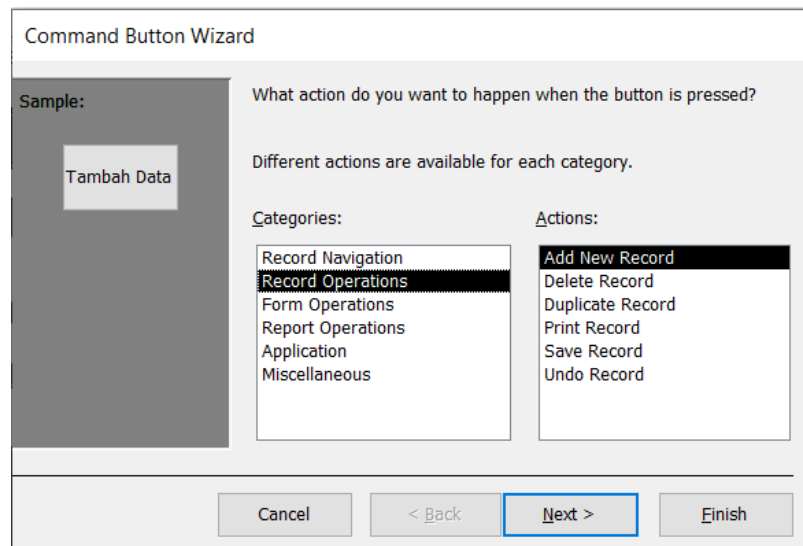 Command Button Wizard
Sample:
Tambah Data
What action do you want to happen when the button is pressed?
Different actions are available for each category.
Categories:
Record Navigation
Record Operations
Form Operations
Report Operations
Application
Miscellaneous
Actions:
Add New Record
Delete Record
Duplicate Record
Print Record
Save Record
Undo Record
Cancel
< Back
Next >
Finish